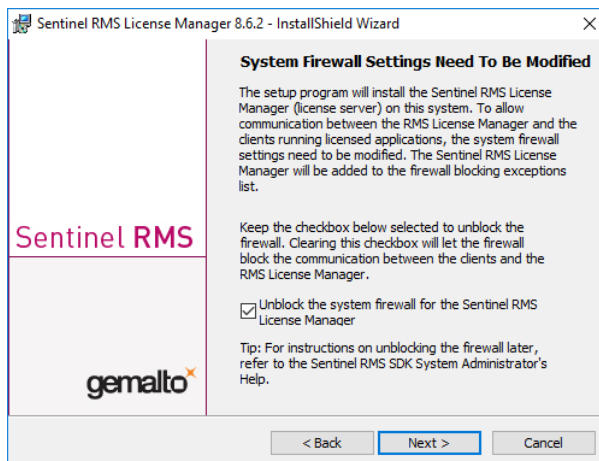 Sentinel RMS License Manager 8.6.2 - InstallShield Wizard
System Firewall Settings Need To Be Modified
The setup program will install the Sentinel RMS License
Manager (license server) on this system. To allow
communication between the RMS License Manager and the
clients running licensed applications, the system firewall
settings need to be modified. The Sentinel RMS License
Manager will be added to the firewall blocking exceptions
list.
Sentinel RMS
Keep the checkbox below selected to unblock the
firewall. Clearing this checkbox will let the firewall
block the communication between the clients and the
RMS License Manager.
Unblock the system firewall for the Sentinel RMS
License Manager
Tip: For instructions on unblocking the firewall later,
refer to the Sentinel RMS SDK System Administrator's
Help.
gemalto
< Back Next > Cancel